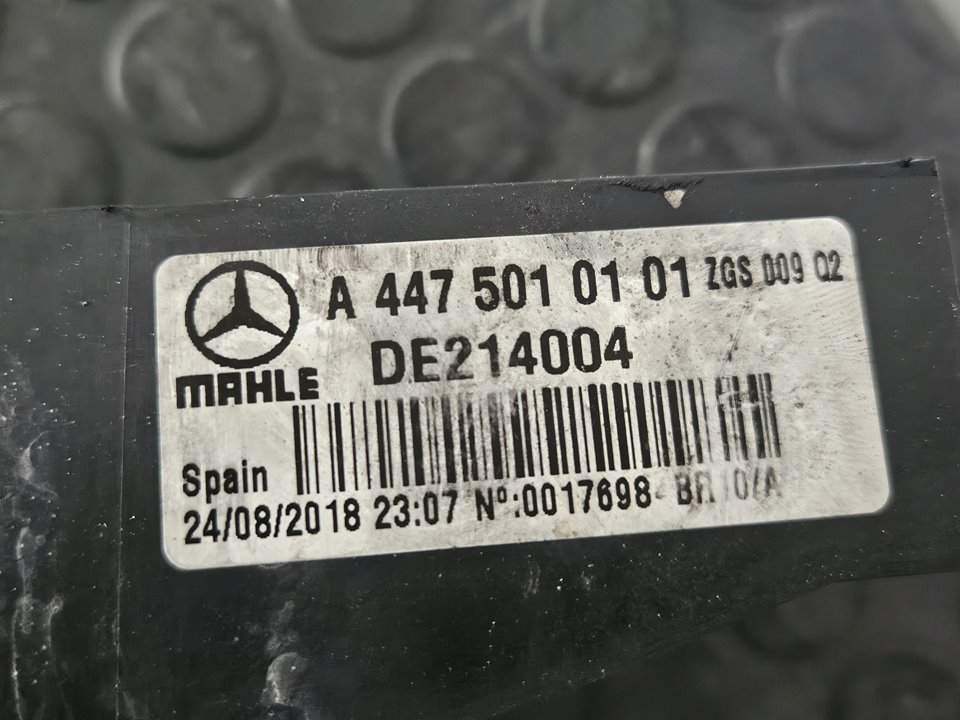 A 447 501 01 01 ZGS 009 Q2
MAHLE DE214004
Spain
24/08/2018 23:07 Nº:0017698